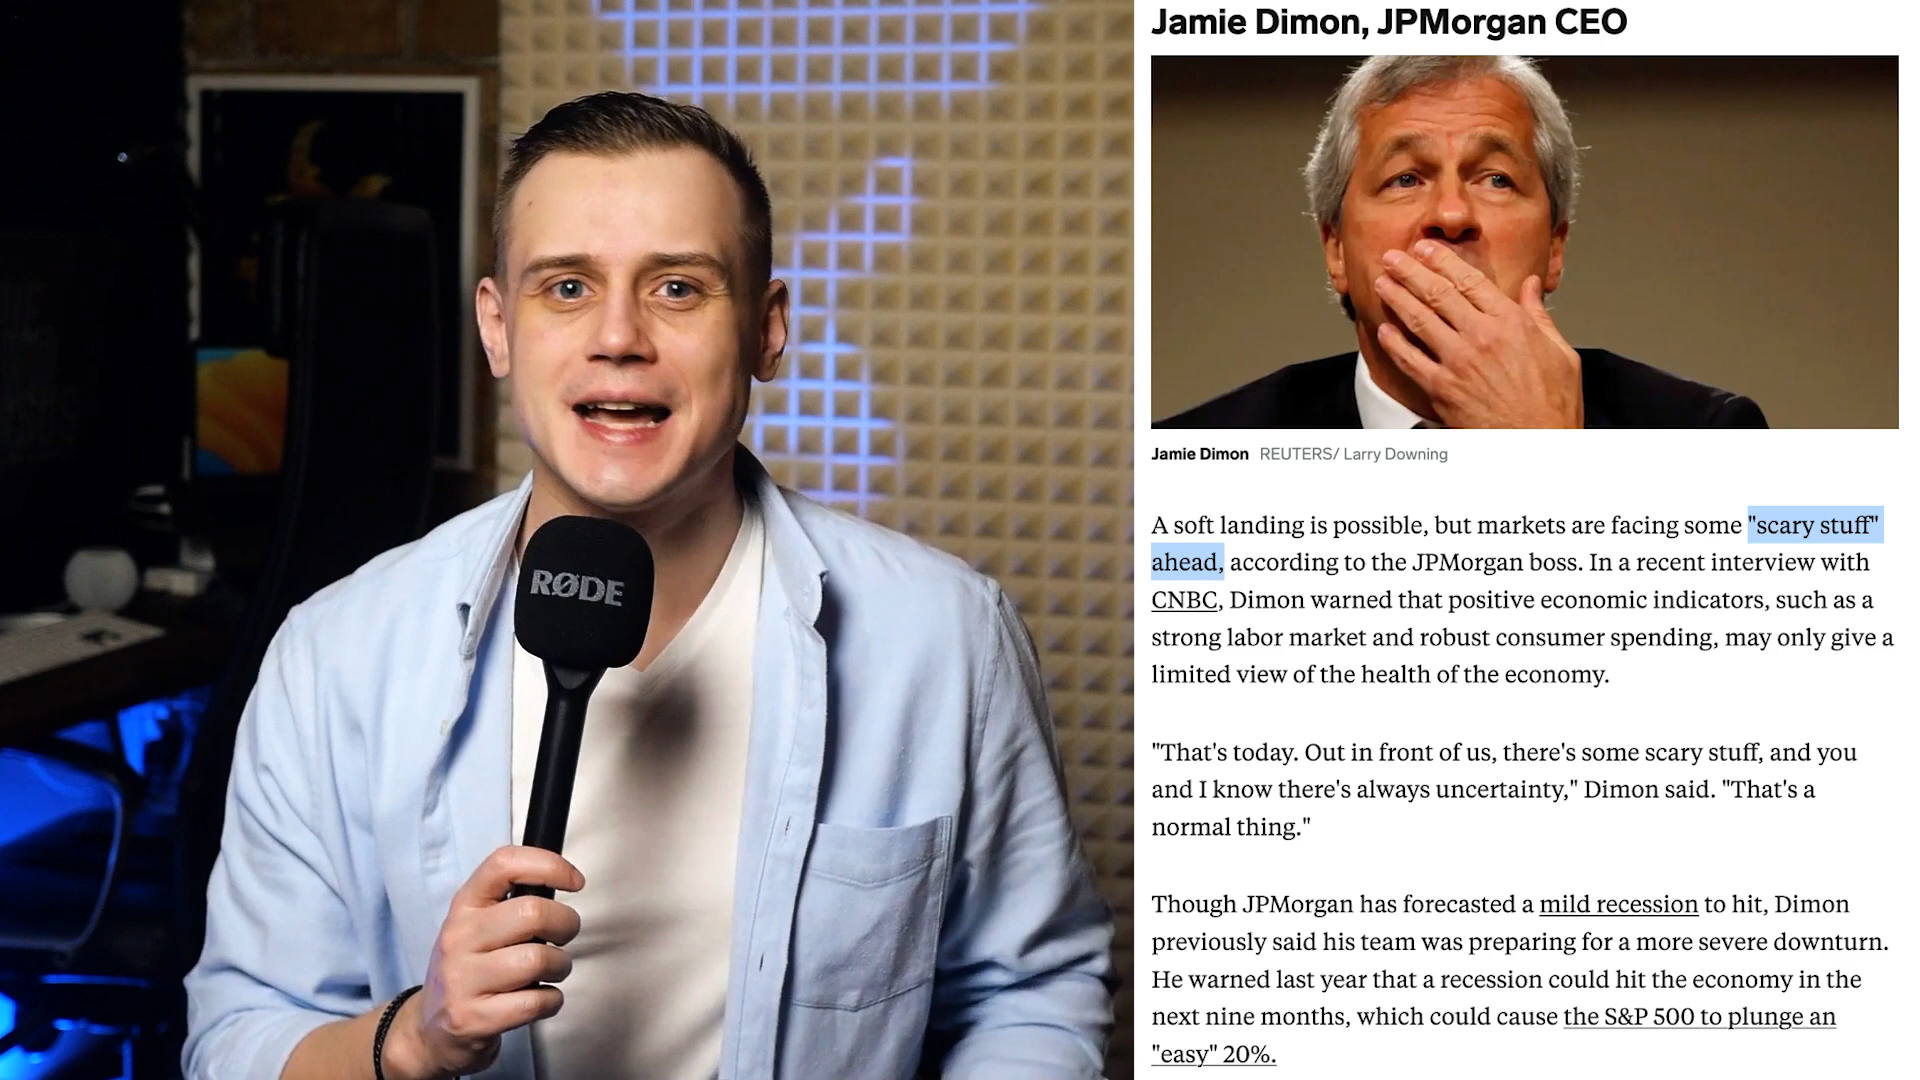 RØDE
Jamie Dimon, JPMorgan CEO
Jamie Dimon REUTERS/ Larry Downing
A soft landing is possible, but markets are facing some "scary stuff"
ahead, according to the JPMorgan boss. In a recent interview with
CNBC, Dimon warned that positive economic indicators, such as a
strong labor market and robust consumer spending, may only give a
limited view of the health of the economy.
"That's today. Out in front of us, there's some scary stuff, and you
and I know there's always uncertainty," Dimon said. "That's a
normal thing."
Though JPMorgan has forecasted a mild recession to hit, Dimon
previously said his team was preparing for a more severe downturn.
He warned last year that a recession could hit the economy in the
next nine months, which could cause the S&P 500 to plunge an
"easy" 20%.